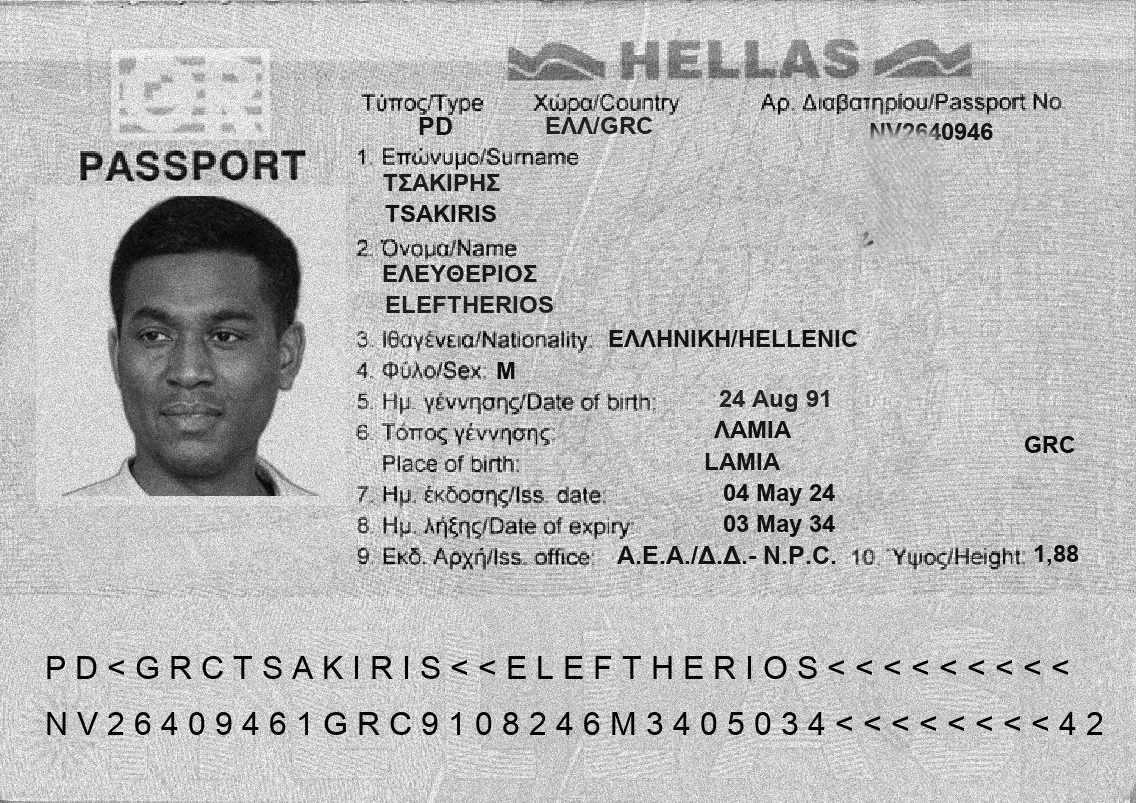 HELLAS
Τύπος/Type Χώρα/Country Αρ. Διαβατηρίου/Passport No.
PD ΕΛΛ/GRC NV2640946
PASSPORT
1. Επώνυμο/Surname
ΤΣΑΚΙΡΗΣ
TSAKIRIS
2. Όνομα/Name
ΕΛΕΥΘΕΡΙΟΣ
ELEFTHERIOS
3. Ιθαγένεια/Nationality: ΕΛΛΗΝΙΚΗ/HELLENIC
4. Φύλο/Sex: M
5. Ημ. γέννησης/Date of birth: 24 Aug 91
6. Τόπος γέννησης: ΛΑΜΙΑ
GRC
Place of birth: LAMIA
7. Ημ. έκδοσης/Iss. date: 04 May 24
8. Ημ. λήξης/Date of expiry: 03 May 34
9. Εκδ. Αρχή/Iss. office: Α.Ε.Α./Δ.Δ.- N.P.C. 10. Ύψος/Height: 1,88
PD<GRCTSAKIRIS<<ELEFTHERIOS<<<<<<<<<
NV26409461GRC9108246M3405034<<<<<<<<42